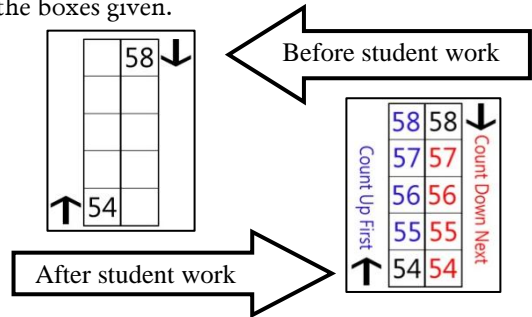 the boxes given.
58
54
Before student work
58 58
57 57
56 56
55 55
54 54
Count Up First
Count Down Next
After student work